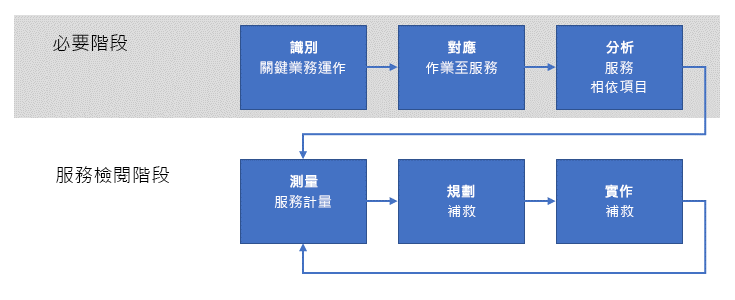 必要階段
識別
關鍵業務運作
對應
作業至服務
分析
服務
相依項目
服務檢閱階段
測量
服務計量
規劃
補救
實作
補救